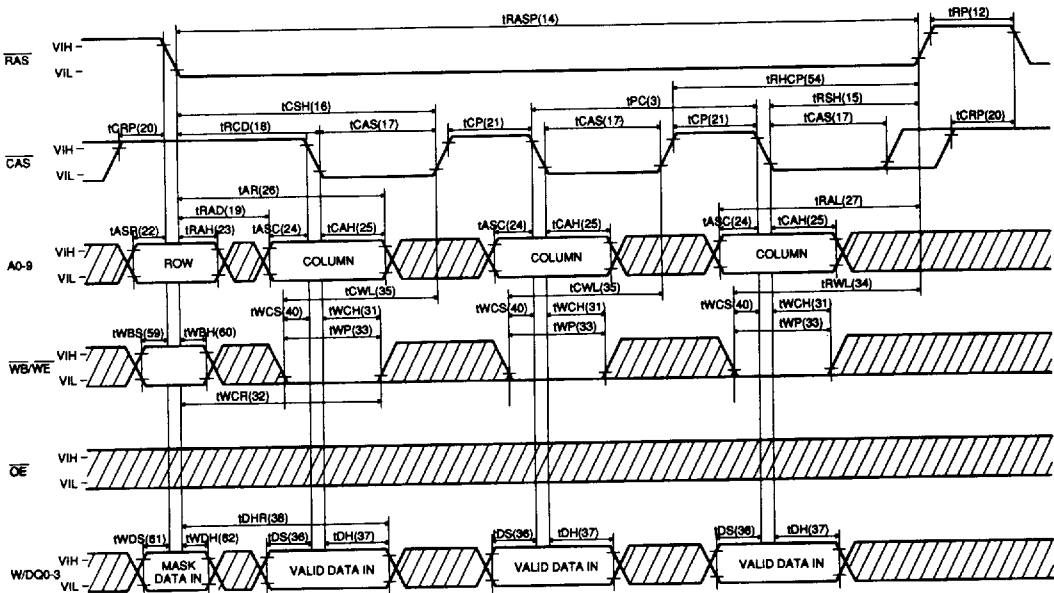 tRASP(14)
tRP(12)
RAS
VIH
VIL
tRHCP(54)
tCSH(16)
tPC(3)
tRSH(15)
tCRP(20)
tRCD(18)
tCAS(17)
tCP(21)
tCAS(17)
tCP(21)
tCAS(17)
tCRP(20)
CAS
VIH
VIL
tAR(26)
tRAL(27)
tRAD(19)
tASR(22)
tRAH(23)
tASC(24)
tCAH(25)
tASC(24)
tCAH(25)
tASC(24)
tCAH(25)
A0-9
VIH
VIL
ROW
COLUMN
COLUMN
COLUMN
tCWL(35)
tCWL(35)
tRWL(34)
tWCS(40)
tWCH(31)
tWCS(40)
tWCH(31)
tWCS(40)
tWCH(31)
tWBS(59)
tWBH(60)
tWP(33)
tWP(33)
tWP(33)
WB/WE
VIH
VIL
tWCR(32)
OE
VIH
VIL
tDHR(38)
tWDS(61)
tWDH(62)
tDS(36)
tDH(37)
tDS(36)
tDH(37)
tDS(36)
tDH(37)
W/DQ0-3
VIH
VIL
MASK
DATA IN
VALID DATA IN
VALID DATA IN
VALID DATA IN